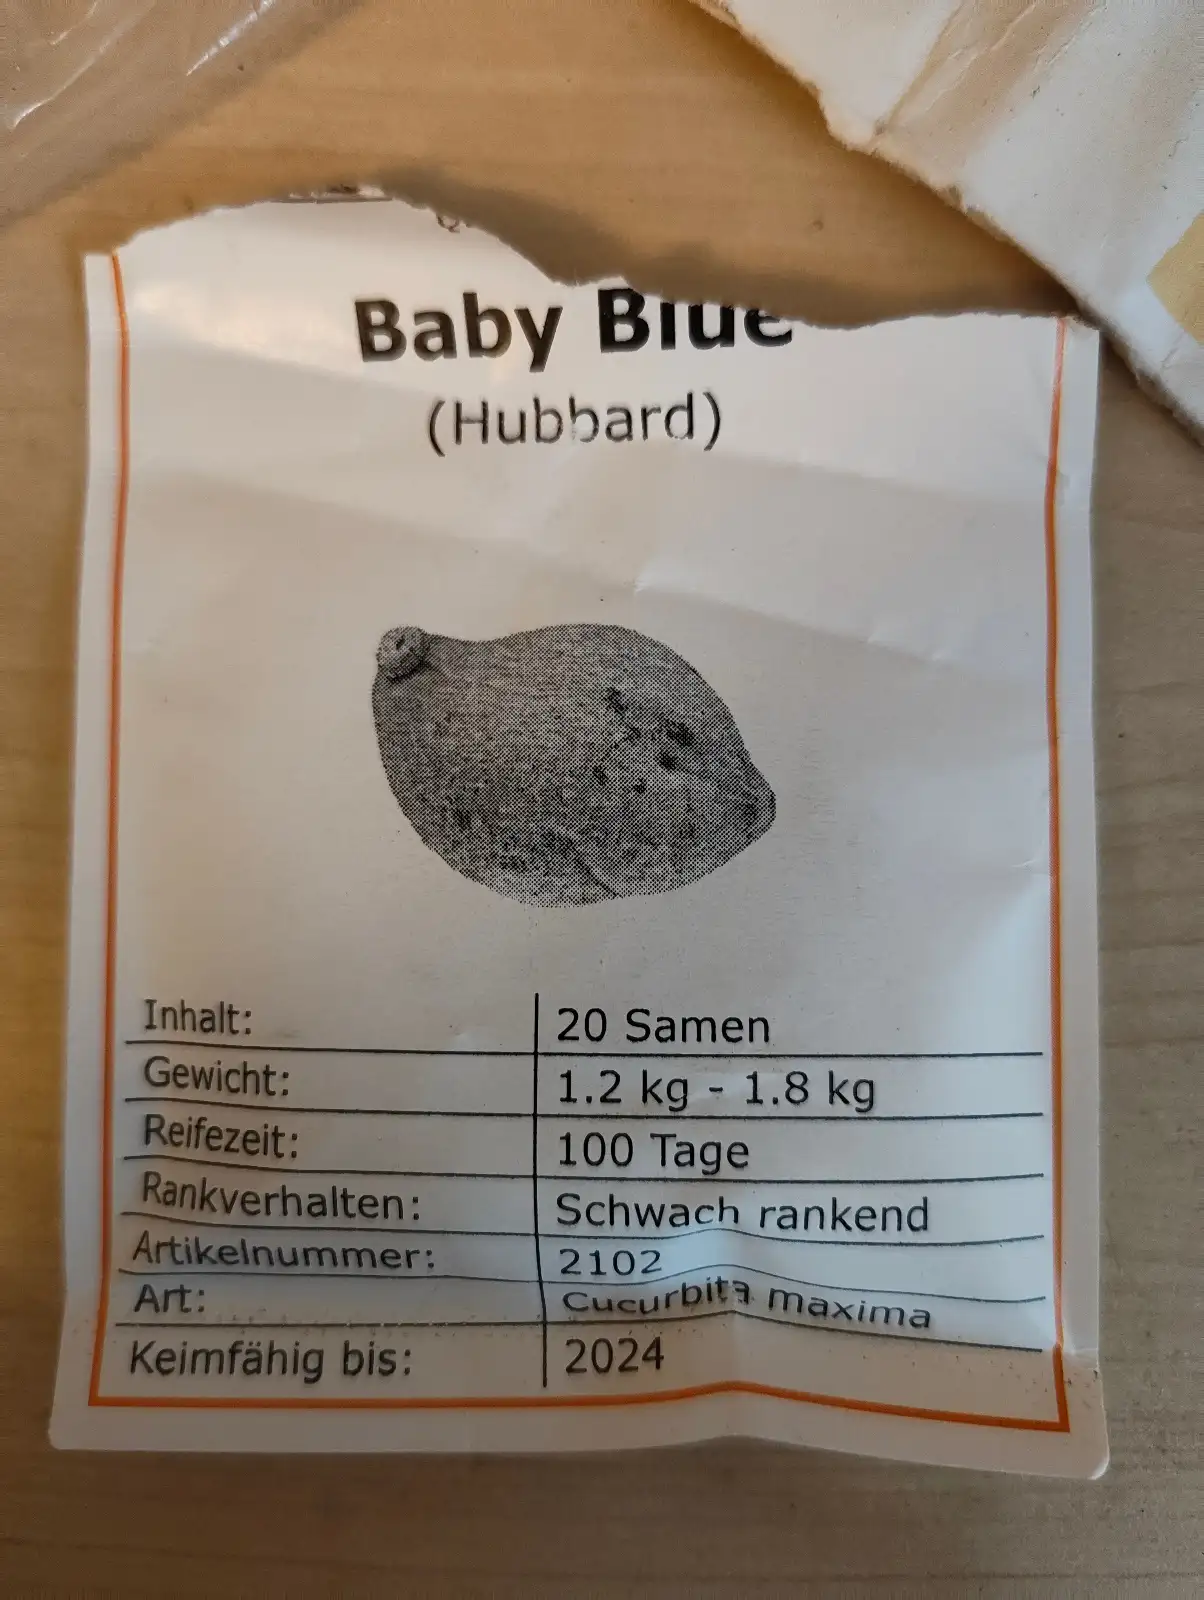 Baby Blue
(Hubbard)
Inhalt: 20 Samen
Gewicht: 1.2 kg - 1.8 kg
Reifezeit: 100 Tage
Rankverhalten: Schwach rankend
Artikelnummer: 2102
Art: Cucurbita maxima
Keimfähig bis: 2024